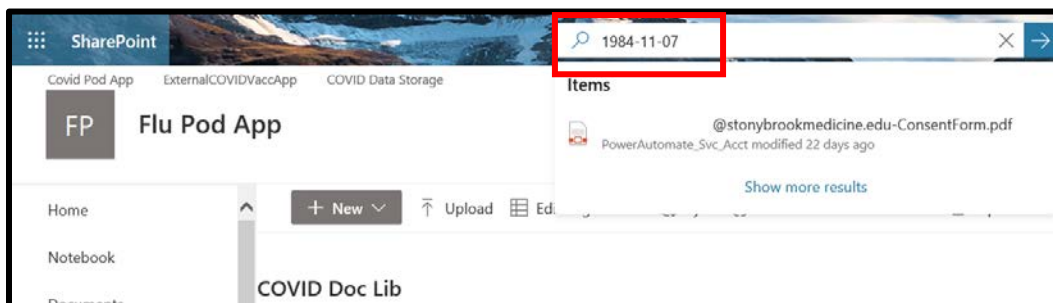 SharePoint
1984-11-07
Covid Pod App ExternalCOVIDVaccApp COVID Data Storage
Items
FP Flu Pod App
@stonybrookmedicine.edu-ConsentForm.pdf
PowerAutomate_Svc_Acct modified 22 days ago
Show more results
Home
+ New Upload
Notebook
COVID Doc Lib